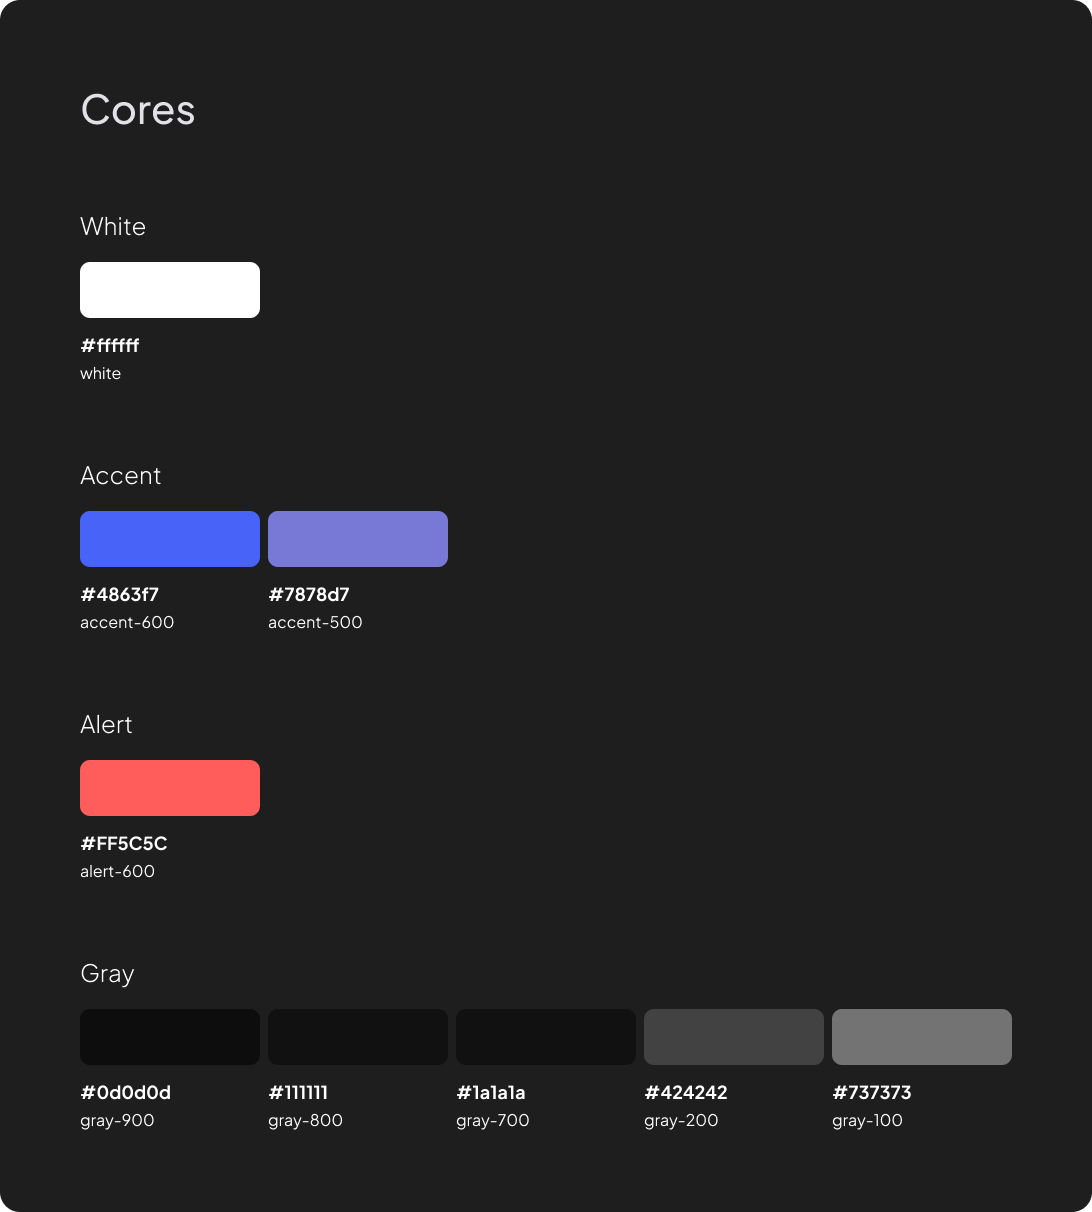 Cores
White
#ffffff
white
Accent
#4863f7 #7878d7
accent-600 accent-500
Alert
#FF5C5C
alert-600
Gray
#0d0d0d #111111 #1a1a1a #424242 #737373
gray-900 gray-800 gray-700 gray-200 gray-100